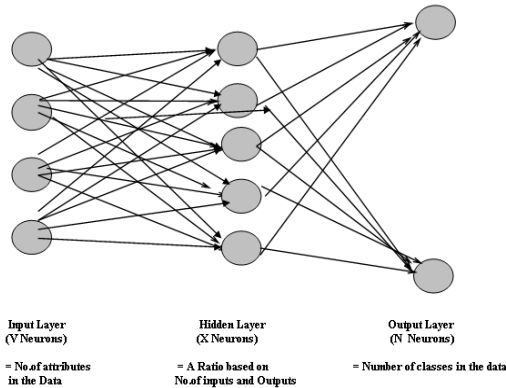 Input Layer
(V Neurons)
= No.of attributes
in the Data
Hidden Layer
(X Neurons)
= A Ratio based on
No.of inputs and Outputs
Output Layer
(N Neurons)
= Number of classes in the data